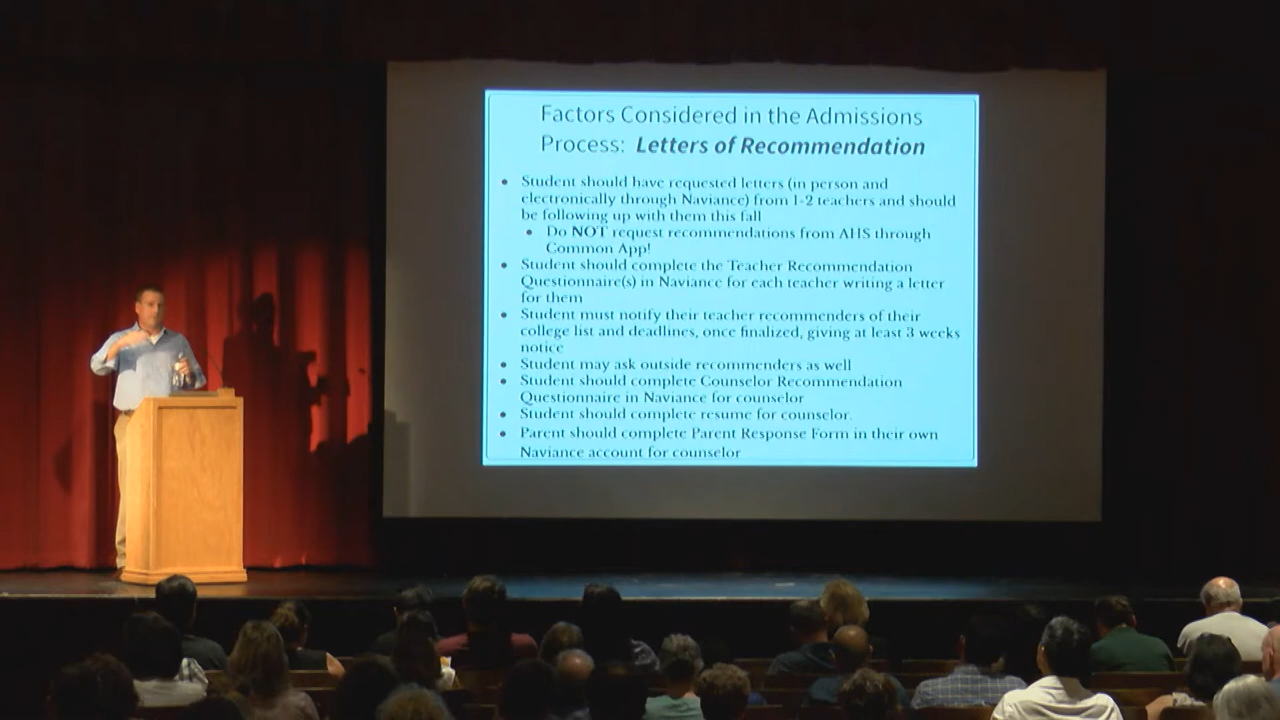 Factors Considered in the Admissions
Process: Letters of Recommendation
• Student should have requested letters (in person and
electronically through Naviance) from 1-2 teachers and should
be following up with them this fall
• Do NOT request recommendations from AHS through
Common App!
• Student should complete the Teacher Recommendation
Questionnaire(s) in Naviance for each teacher writing a letter
for them
• Student must notify their teacher recommenders of their
college list and deadlines, once finalized, giving at least 3 weeks
notice
• Student may ask outside recommenders as well
• Student should complete Counselor Recommendation
Questionnaire in Naviance for counselor
• Student should complete resume for counselor.
• Parent should complete Parent Response Form in their own
Naviance account for counselor